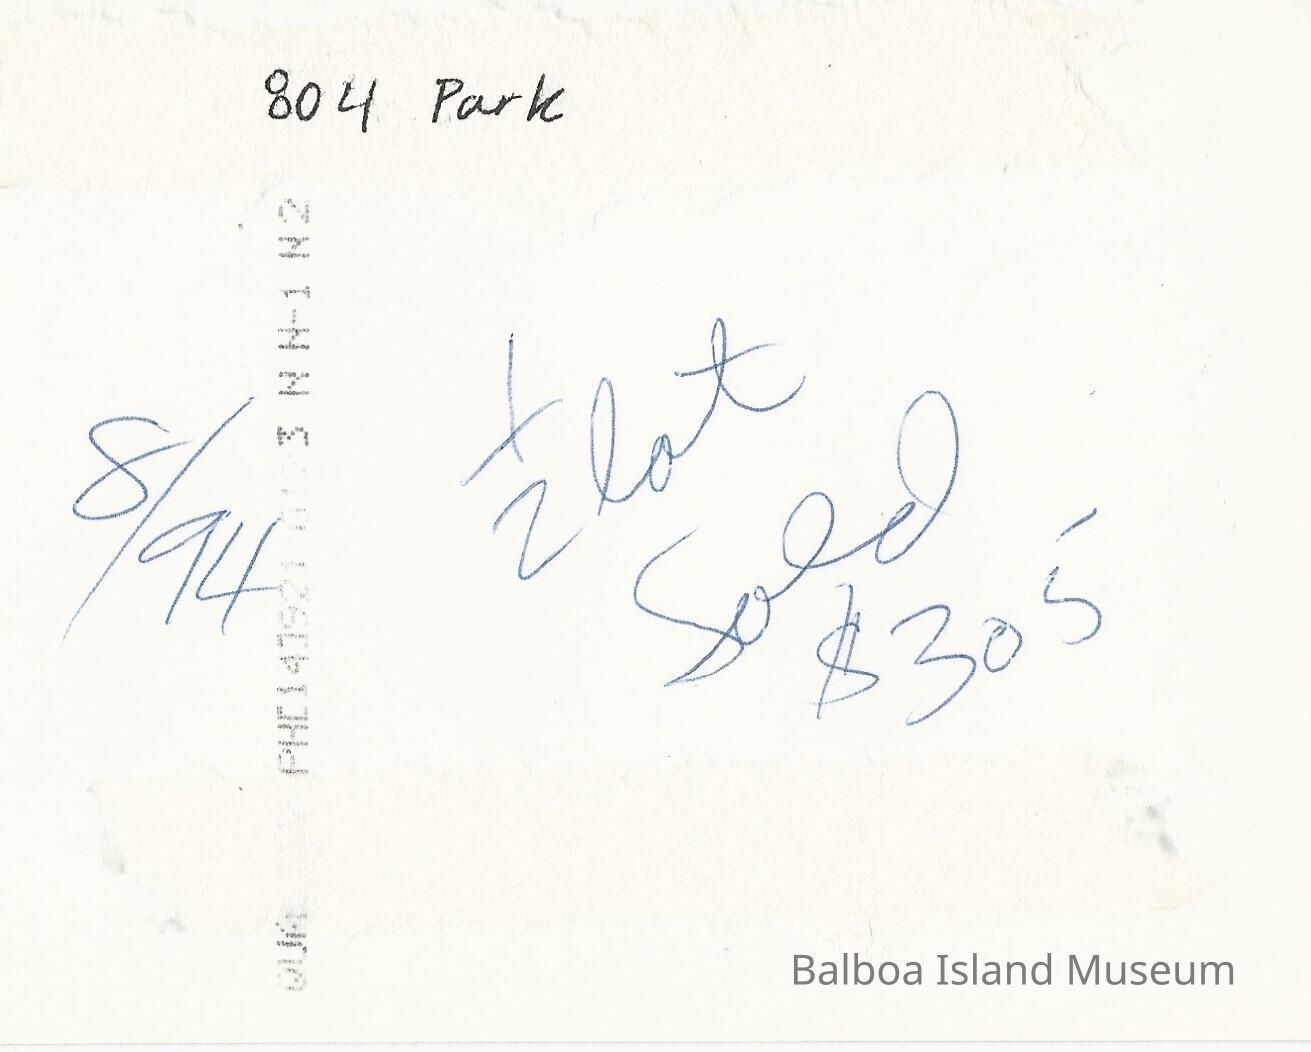 804 Park
8/94
1/2 lot
Sold
$305
Balboa Island Museum